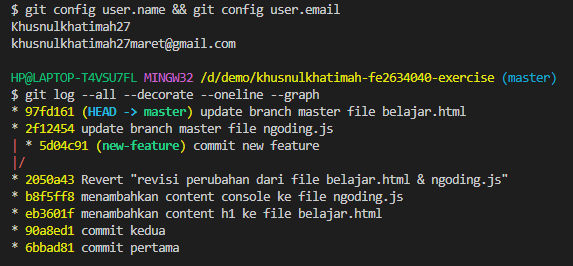 $ git config user.name && git config user.email
Khusnulkhatimah27
khusnulkhatimah27maret@gmail.com
HP@LAPTOP-T4VSU7FL MINGW32 /d/demo/khusnulkhatimah-fe2634040-exercise (master)
$ git log --all --decorate --oneline --graph
* 97fd161 (HEAD -> master) update branch master file belajar.html
* 2f12454 update branch master file ngoding.js
| * 5d04c91 (new-feature) commit new feature
|/
* 2050a43 Revert "revisi perubahan dari file belajar.html & ngoding.js"
* b8f5ff8 menambahkan content console ke file ngoding.js
* eb3601f menambahkan content h1 ke file belajar.html
* 90a8ed1 commit kedua
* 6bbad81 commit pertama